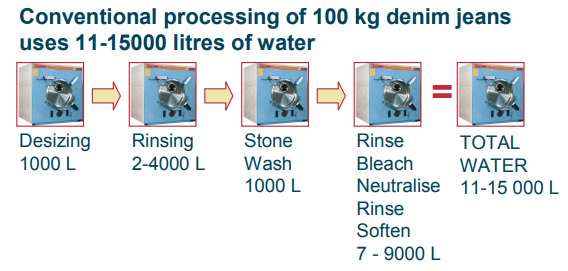 Conventional processing of 100 kg denim jeans
uses 11-15000 litres of water
Desizing
1000 L
Rinsing
2-4000 L
Stone
Wash
1000 L
Rinse
Bleach
Neutralise
Rinse
Soften
7 - 9000 L
=
TOTAL
WATER
11-15 000 L